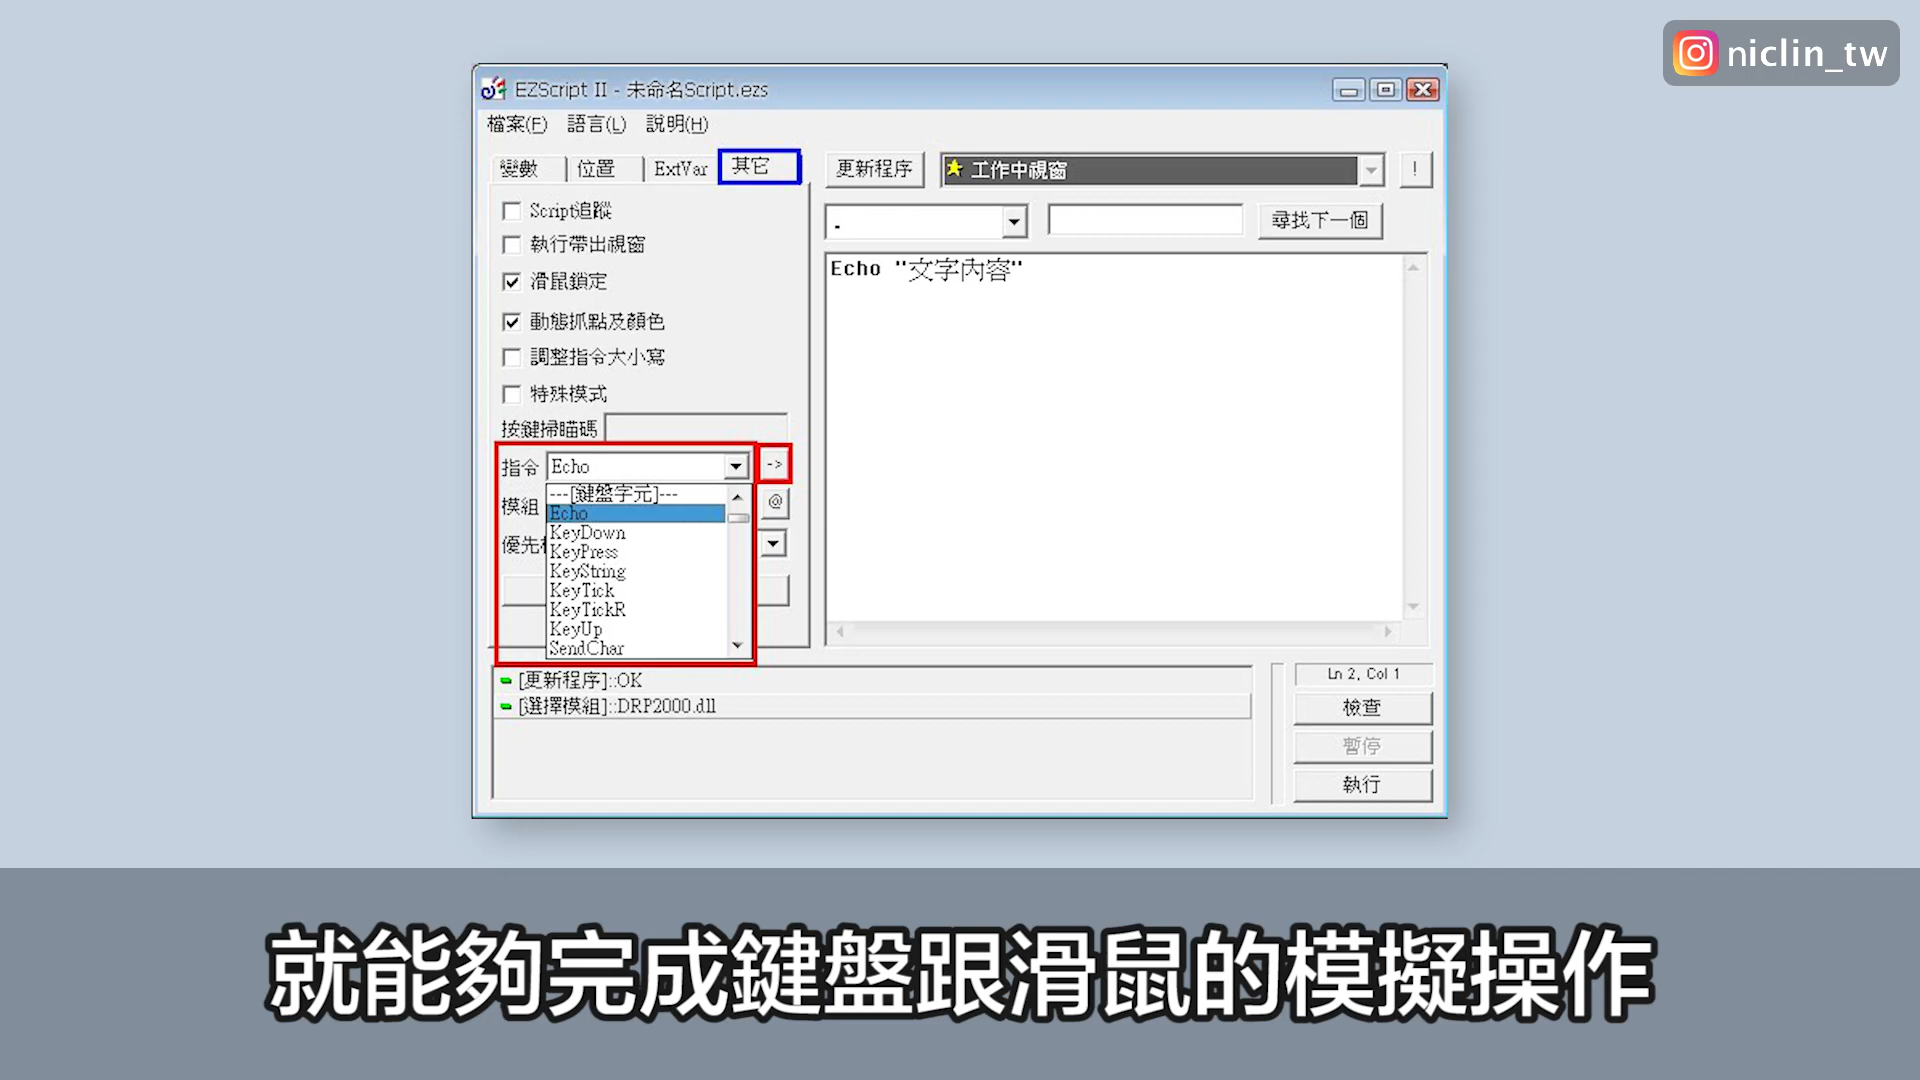 niclin_tw
EZScript II - 未命名Script.ezs
檔案(F) 語言(L) 說明(H)
變數 位置 ExtVar 其它 更新程序 工作中視窗 !
. 尋找下一個
Script追蹤
執行帶出視窗
滑鼠鎖定
動態抓點及顏色
調整指令大小寫
特殊模式
按鍵掃瞄碼
指令 Echo ->
模組 @
優先
---[鍵盤字元]---
Echo
KeyDown
KeyPress
KeyString
KeyTick
KeyTickR
KeyUp
SendChar
Echo "文字內容"
[更新程序]::OK
[選擇模組]::DRP2000.dll
Ln 2, Col 1
檢查
暫停
執行
就能夠完成鍵盤跟滑鼠的模擬操作